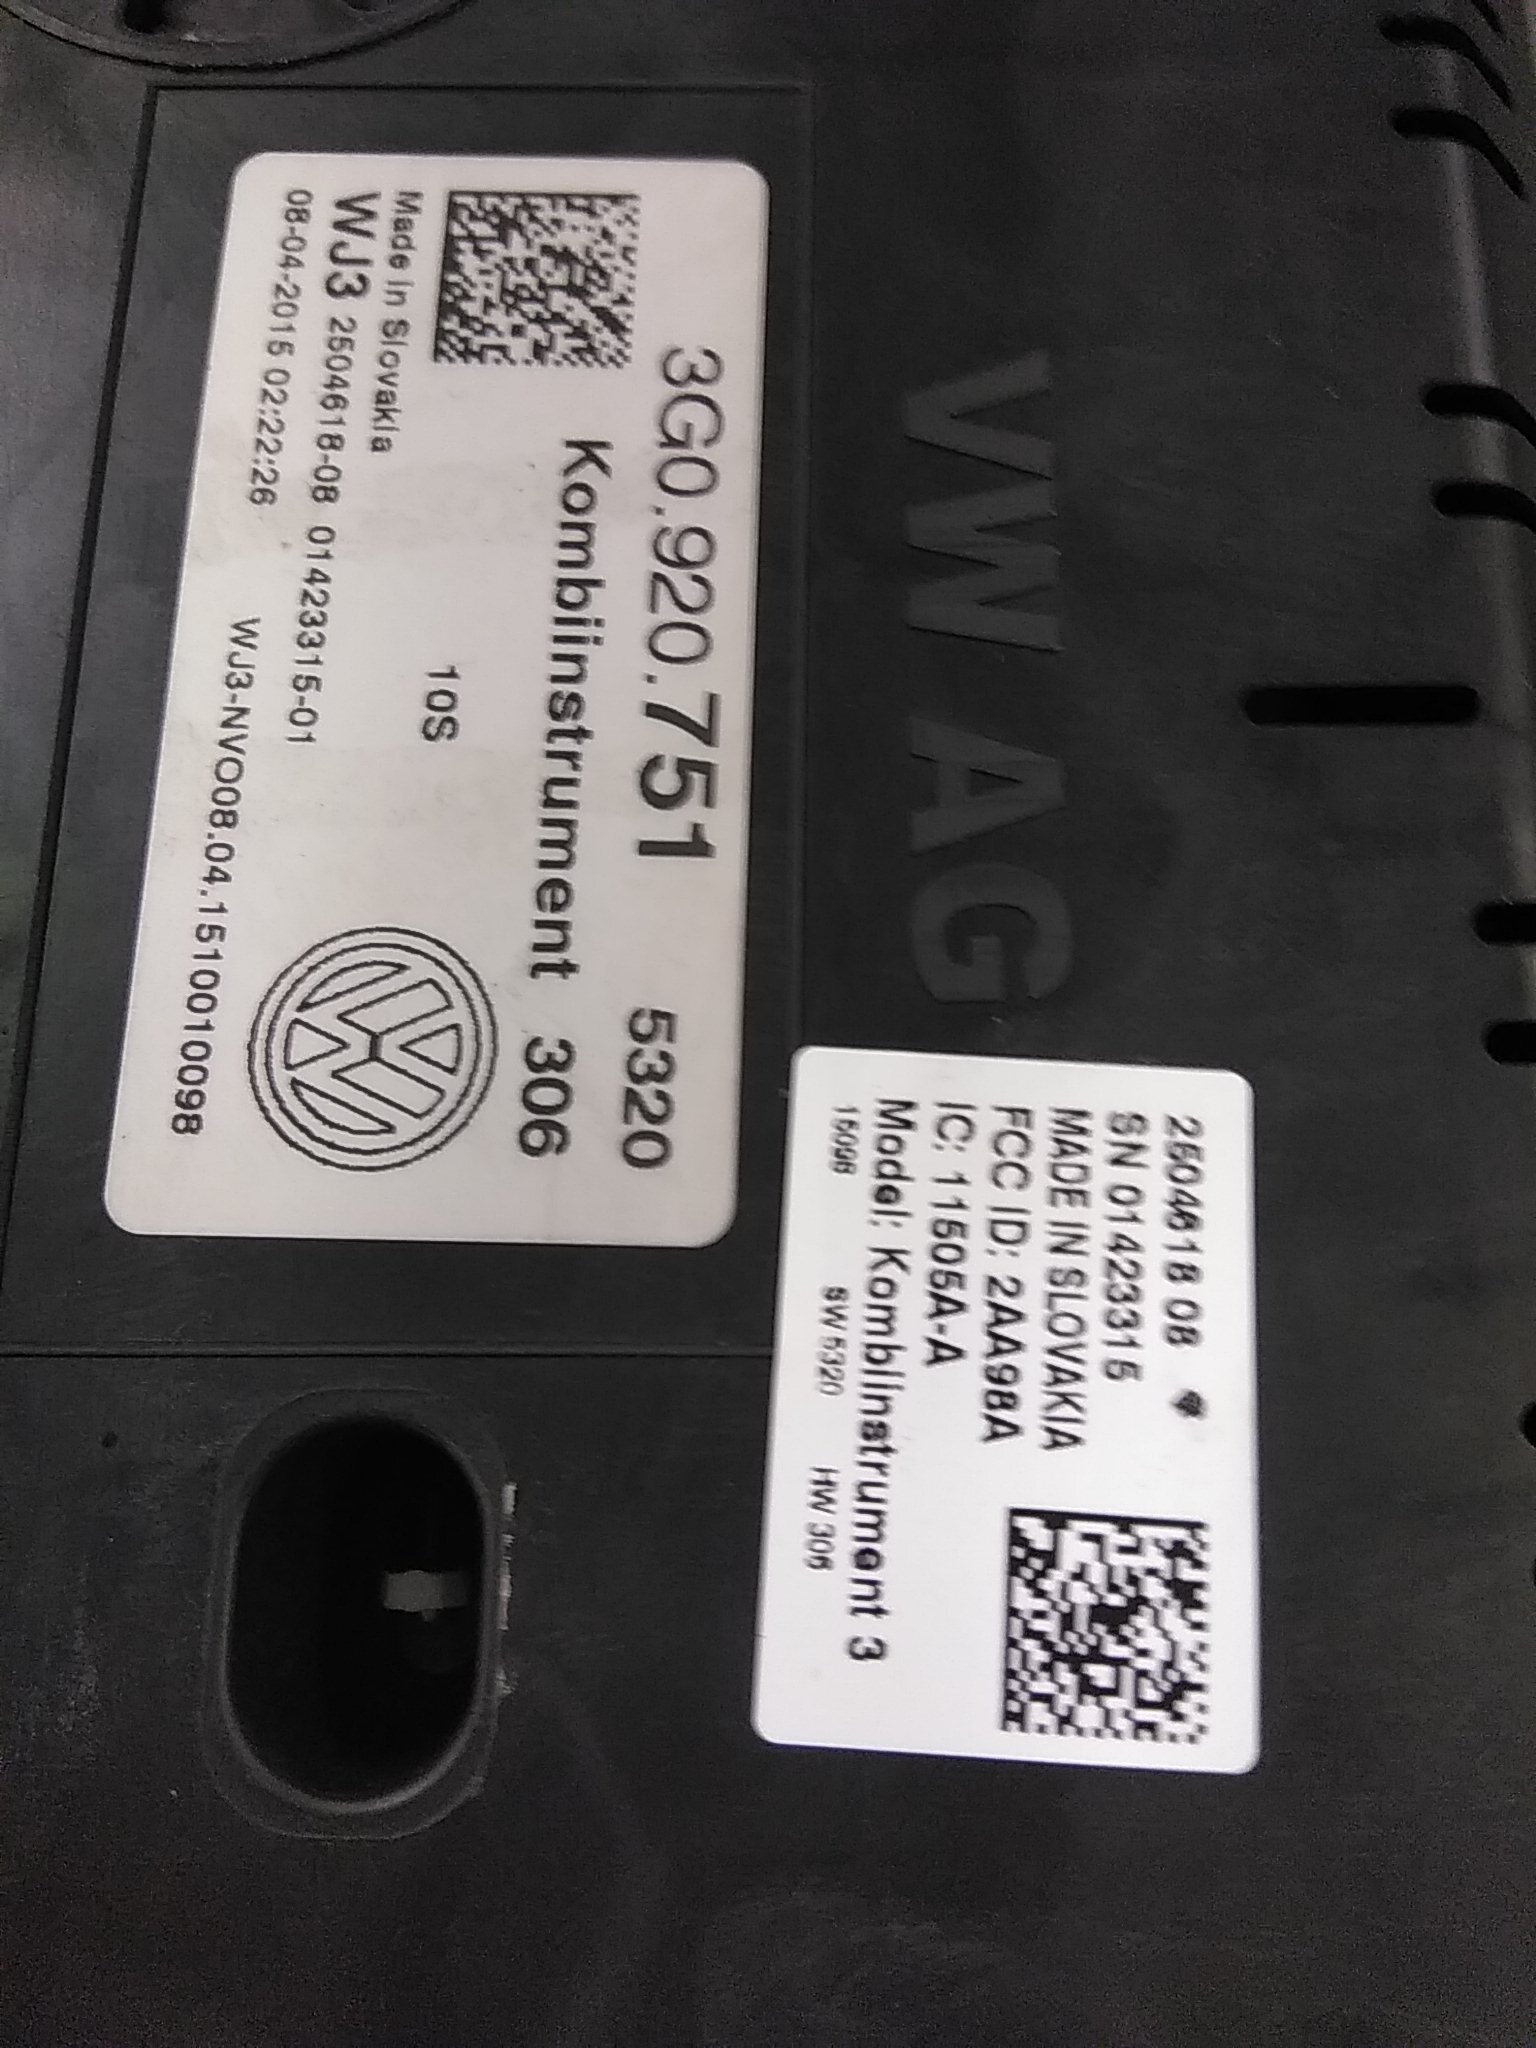 VW AG
3G0.920.751 5320
Kombiinstrument 306
10S
Made in Slovakia
WJ3 2504618-08 01423315-01
08-04-2015 02:22:26
WJ3-NVO08.04.1510010098
2504618 08
SN 01423315
MADE IN SLOVAKIA
FCC ID: 2AA98A
IC: 11505A-A
Model: Kombiinstrument 3
15098 SW 5320 HW 306